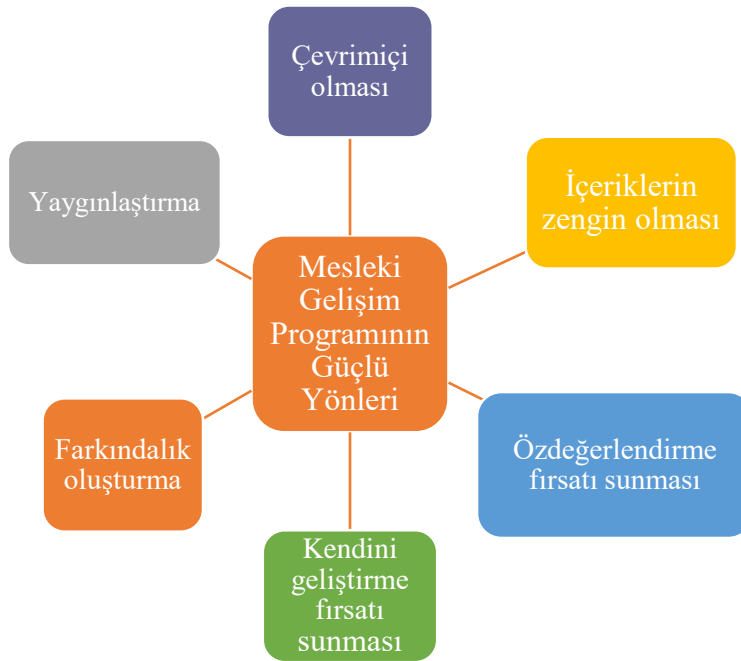 Çevrimiçi
olması
İçeriklerin
zengin olması
Yaygınlaştırma
Mesleki
Gelişim
Programının
Güçlü
Yönleri
Özdeğerlendirme
fırsatı sunması
Farkındalık
oluşturma
Kendini
geliştirme
fırsatı
sunması